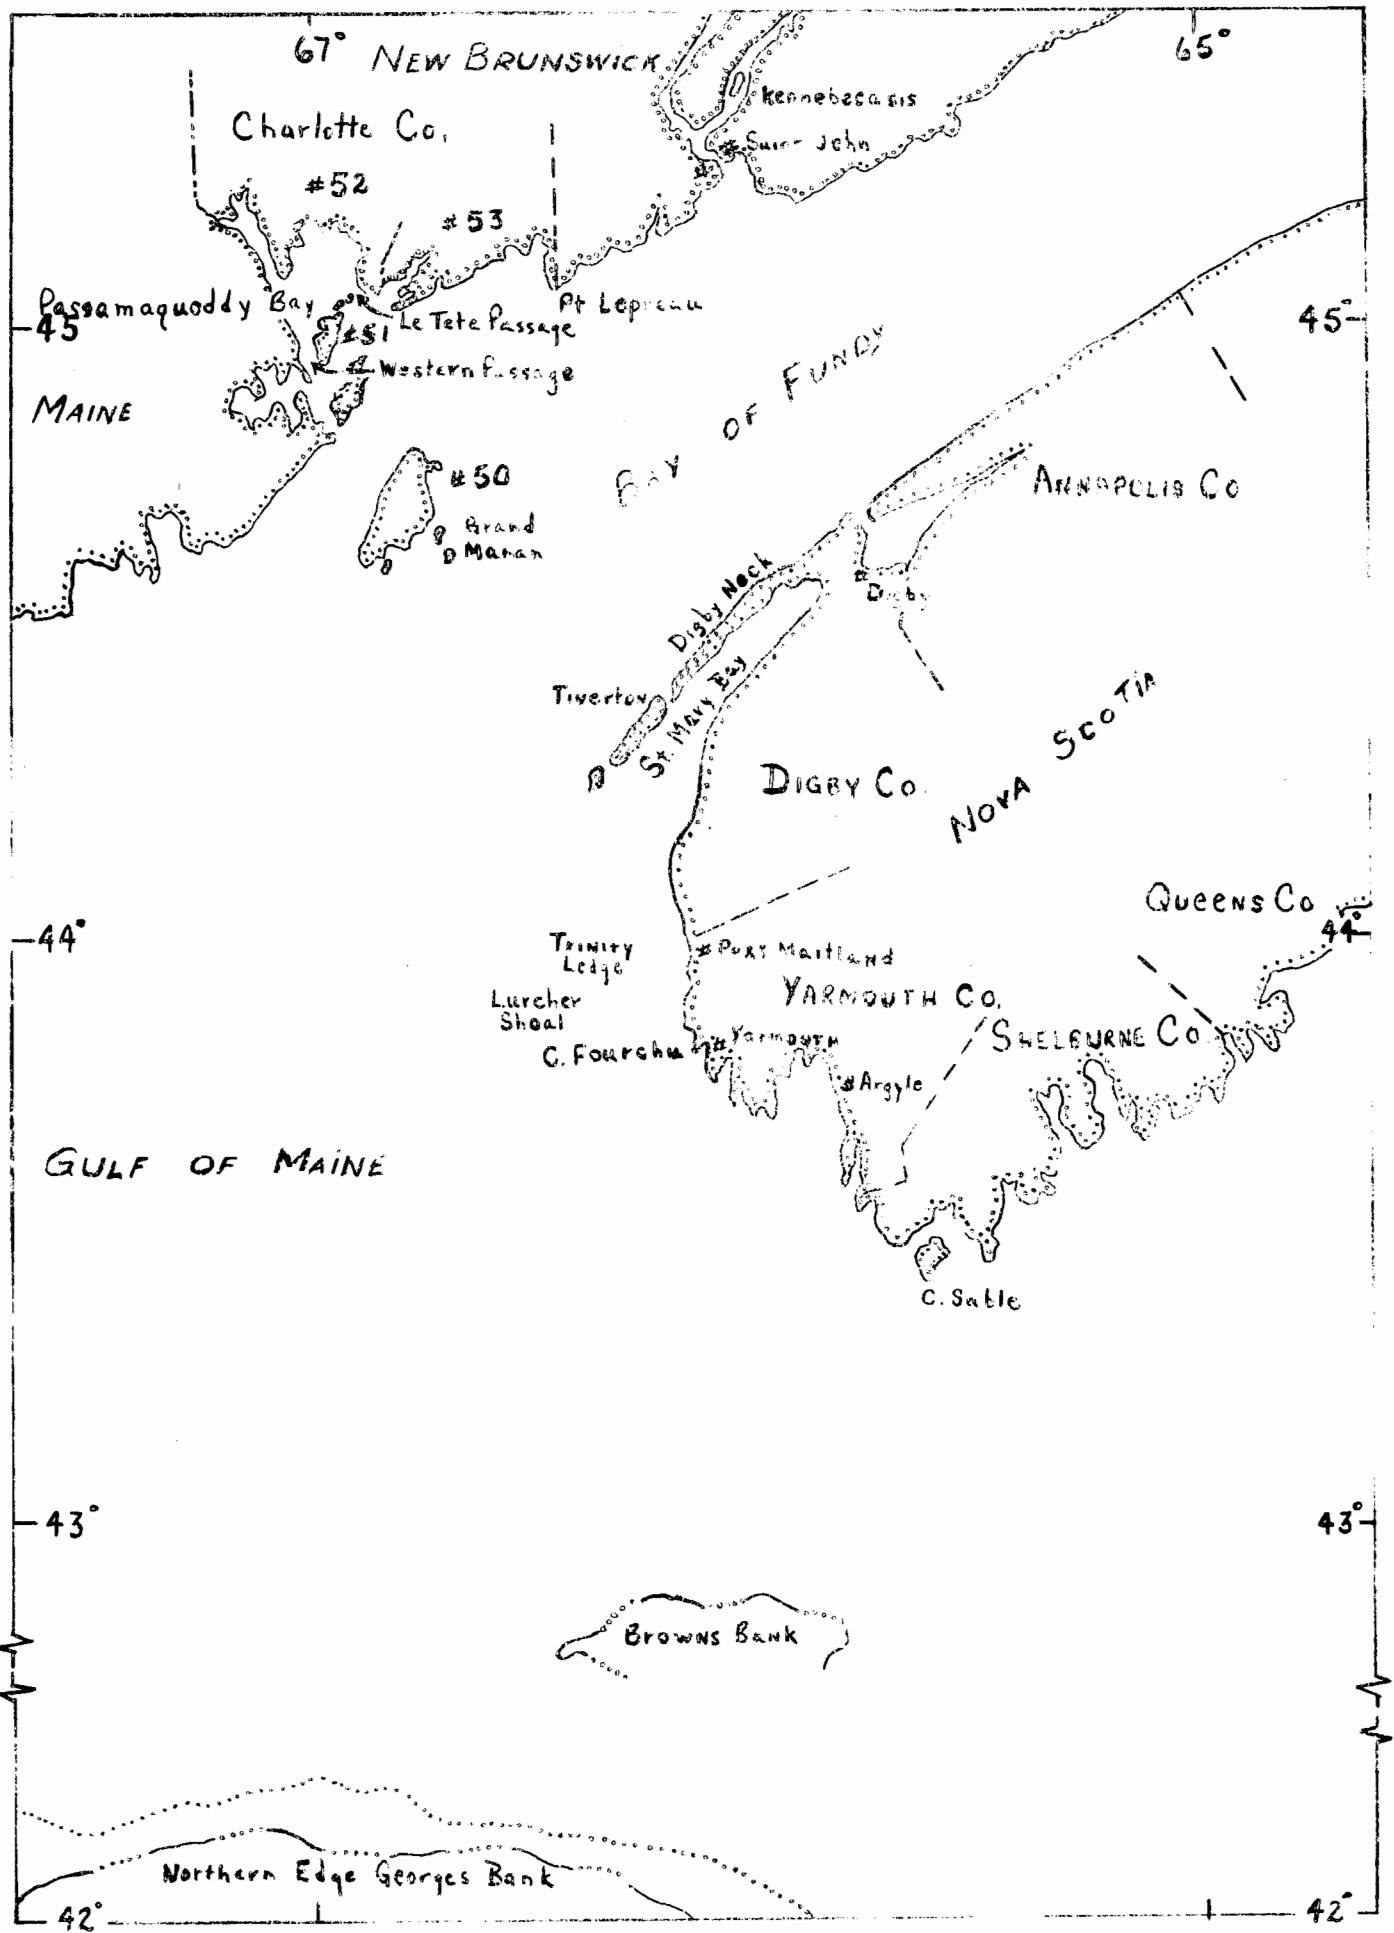 67°
65°
NEW BRUNSWICK
Kennebecasis
Charlotte Co.
Saint John
#52
#53
Passamaquoddy Bay
Pt Lepreau
45
Le Tete Passage
45
#51
Western Passage
MAINE
BAY OF FUNDY
#50
ANNAPOLIS CO
Grand
Manan
Digby Neck
Digby
Tiverton
St. Mary Bay
NOVA SCOTIA
DIGBY CO.
QUEENS CO
44°
44°
TRINITY
Ledge
PORT Maitland
Lurcher
Shoal
YARMOUTH CO.
SHELBURNE CO.
YARMOUTH
C. Fourchu
Argyle
GULF OF MAINE
C. Sable
43°
43°
BROWNS BANK
Northern Edge Georges Bank
42°
42°